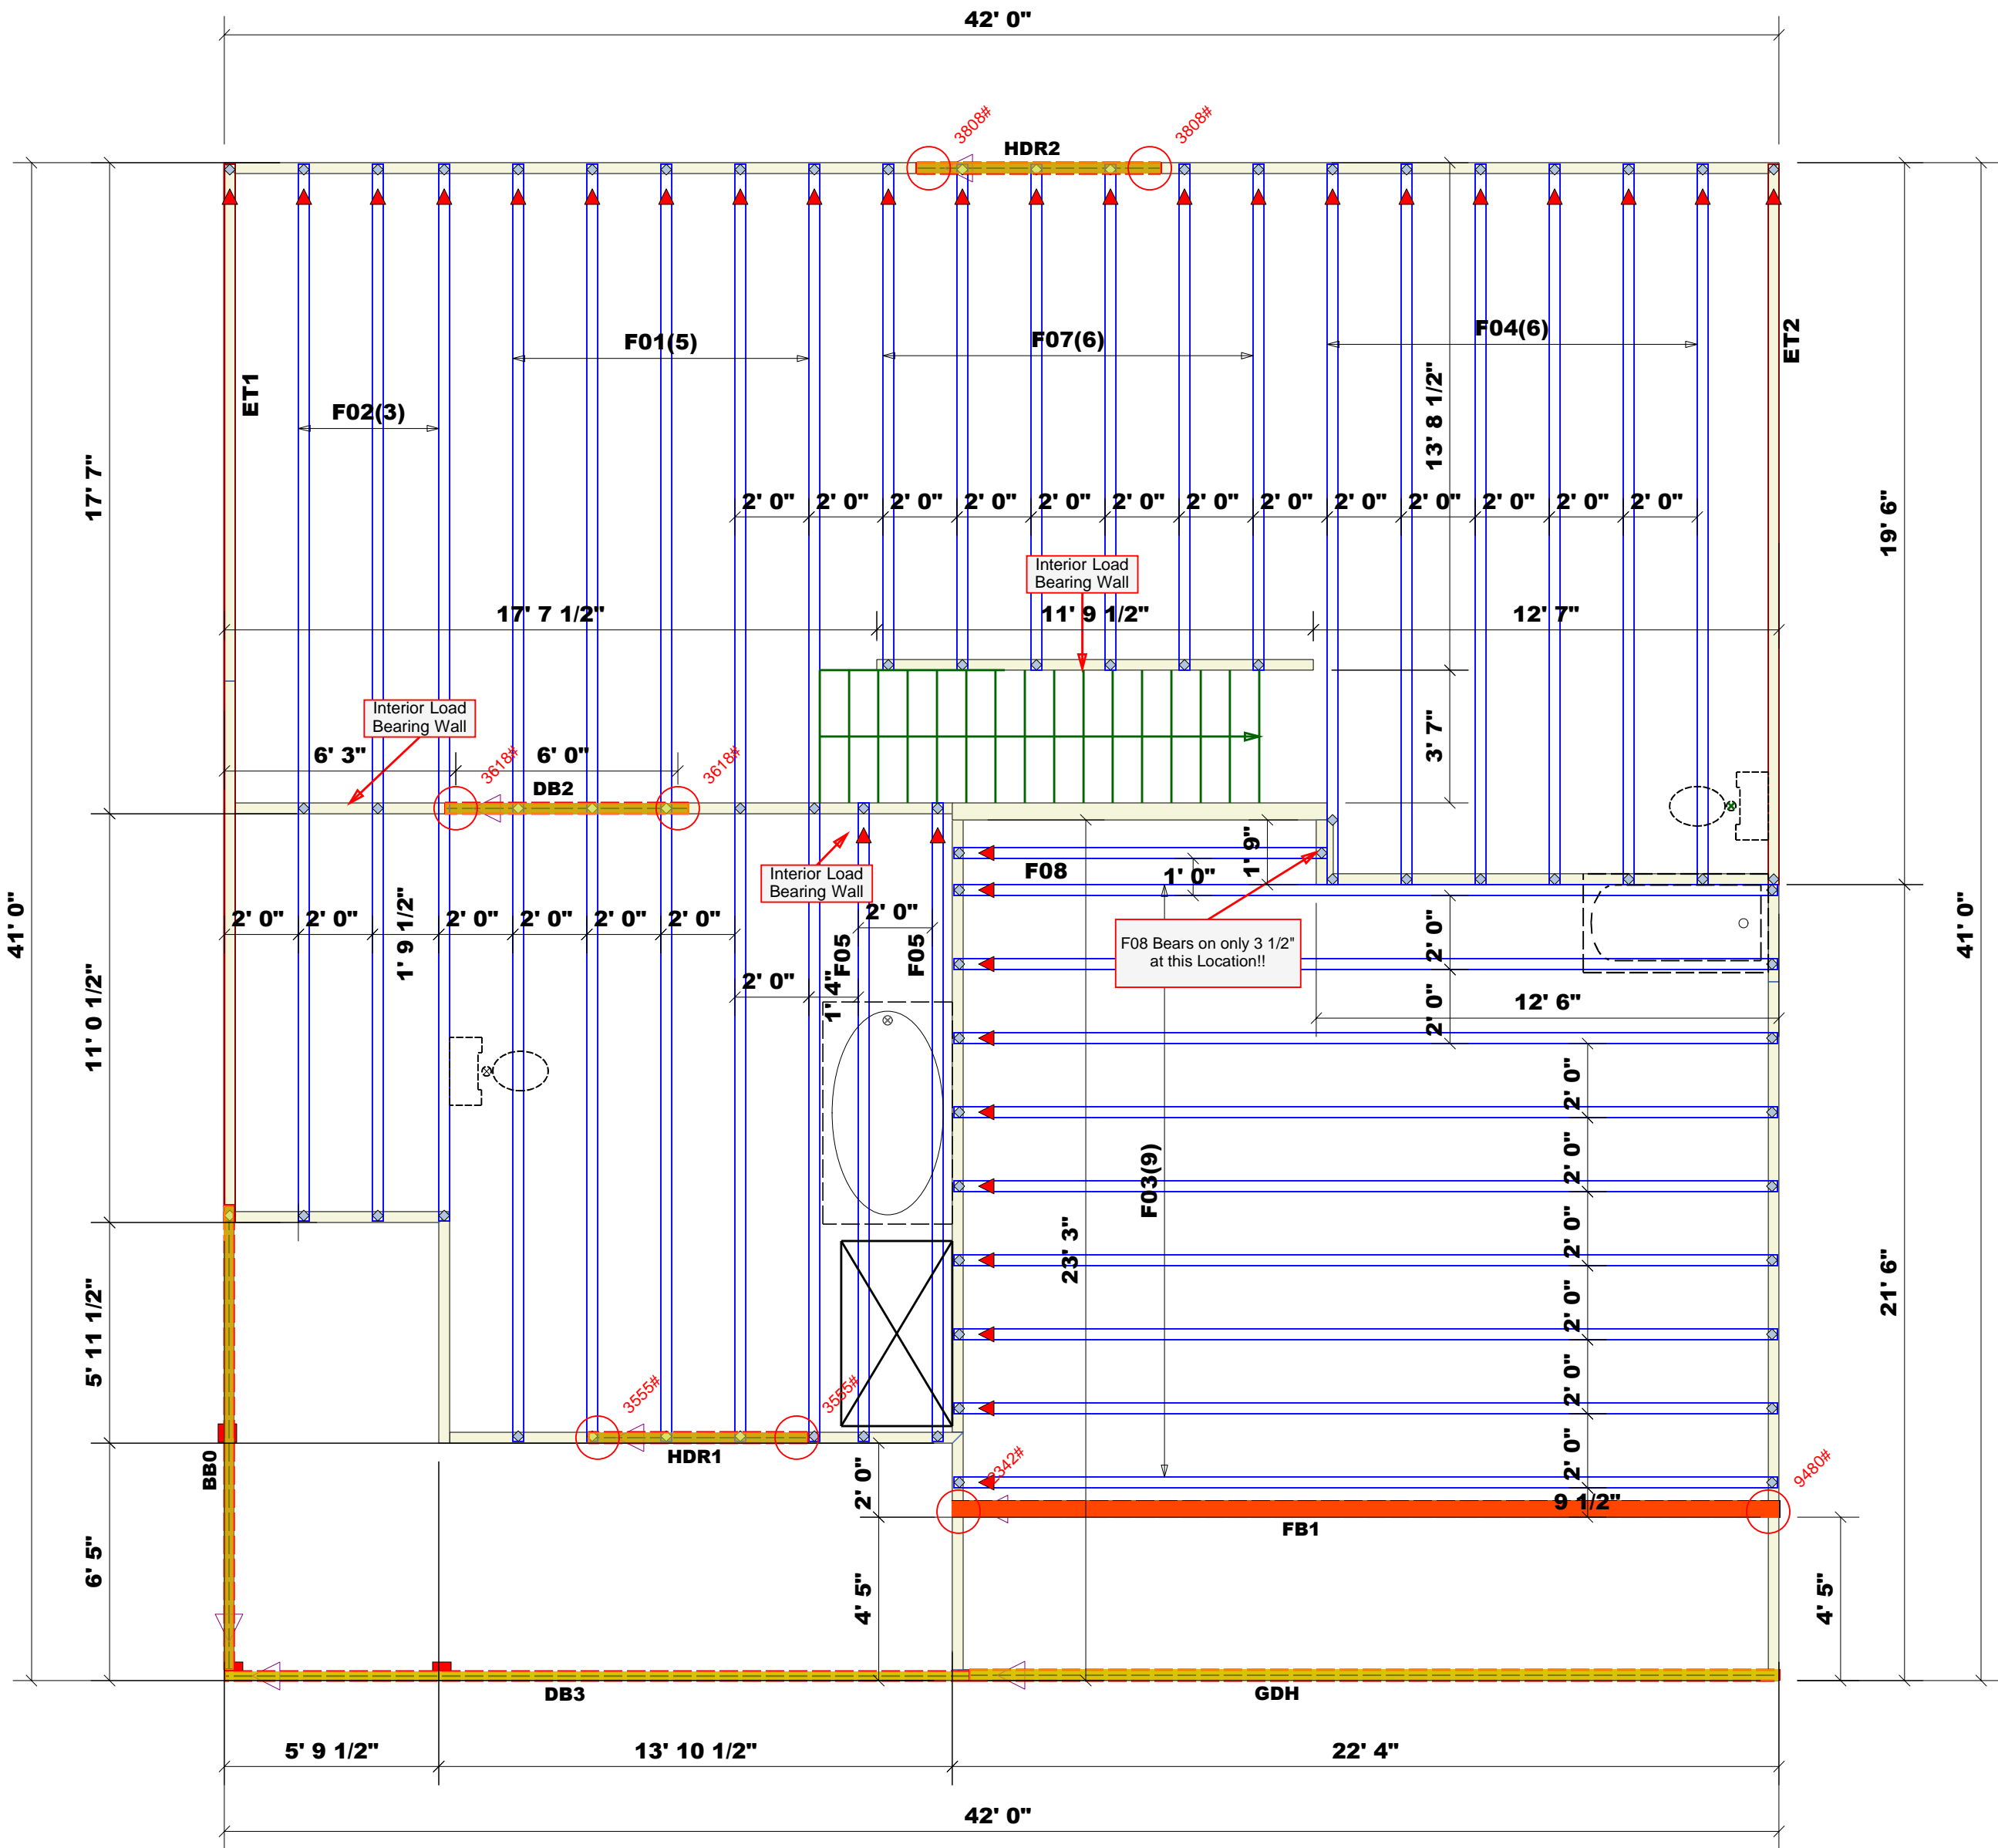 42' 0"
3808#
3808#
HDR2
F01(5)
F07(6)
F04(6)
ET2
ET1
F02(3)
13' 8 1/2"
17' 7"
19' 6"
2' 0"
2' 0"
2' 0"
2' 0"
2' 0"
2' 0"
2' 0"
2' 0"
2' 0"
2' 0"
2' 0"
2' 0"
2' 0"
Interior Load
Bearing Wall
17' 7 1/2"
11' 9 1/2"
12' 7"
Interior Load
Bearing Wall
6' 3"
6' 0"
3618#
3618#
DB2
3' 7"
Interior Load
Bearing Wall
F08
1' 0"
1' 9"
41' 0"
41' 0"
2' 0"
2' 0"
1' 9 1/2"
2' 0"
2' 0"
2' 0"
2' 0"
2' 0"
F05
F05
F08 Bears on only 3 1/2"
at this Location!!
2' 0"
2' 0"
2' 0"
1' 4"
12' 6"
11' 0 1/2"
2' 0"
2' 0"
2' 0"
2' 0"
2' 0"
2' 0"
F03(9)
23' 3"
21' 6"
5' 11 1/2"
3555#
3555#
HDR1
BB0
2' 0"
2342#
9480#
9 1/2"
FB1
6' 5"
4' 5"
4' 5"
DB3
GDH
5' 9 1/2"
13' 10 1/2"
22' 4"
42' 0"